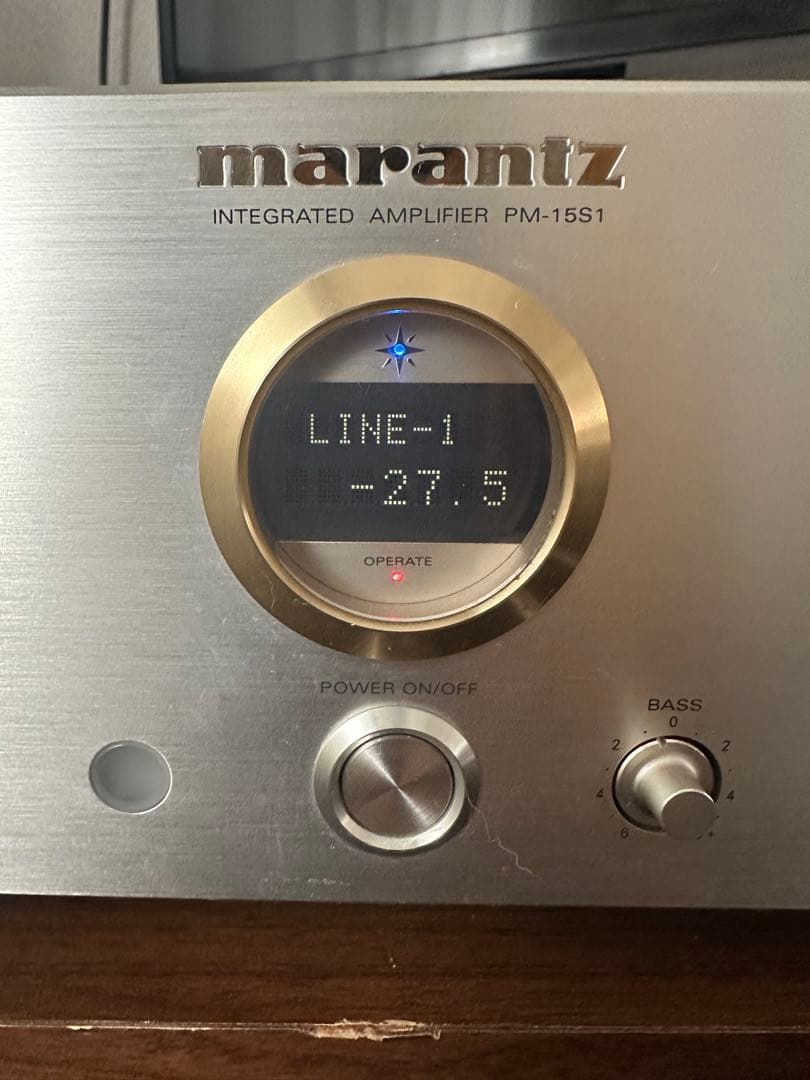 marantz
INTEGRATED AMPLIFIER PM-15S1
LINE-1
-27.5
OPERATE
POWER ON/OFF
BASS
0
2 2
4 4
6 +